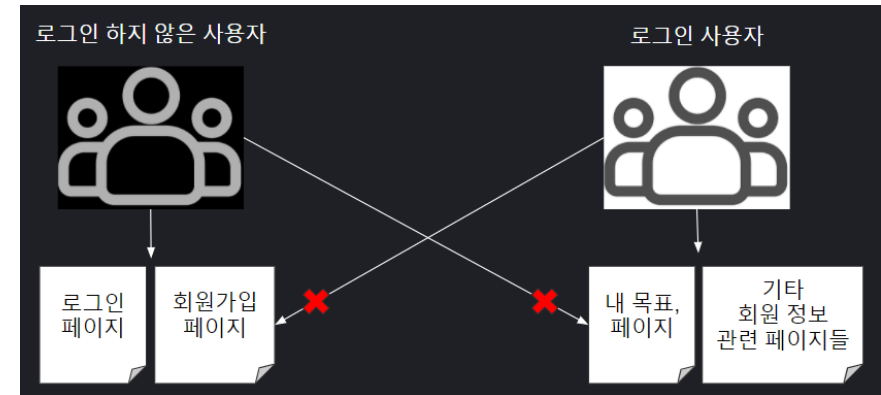 로그인 하지 않은 사용자
로그인 사용자
로그인
페이지
회원가입
페이지
내 목표,
페이지
기타
회원 정보
관련 페이지들